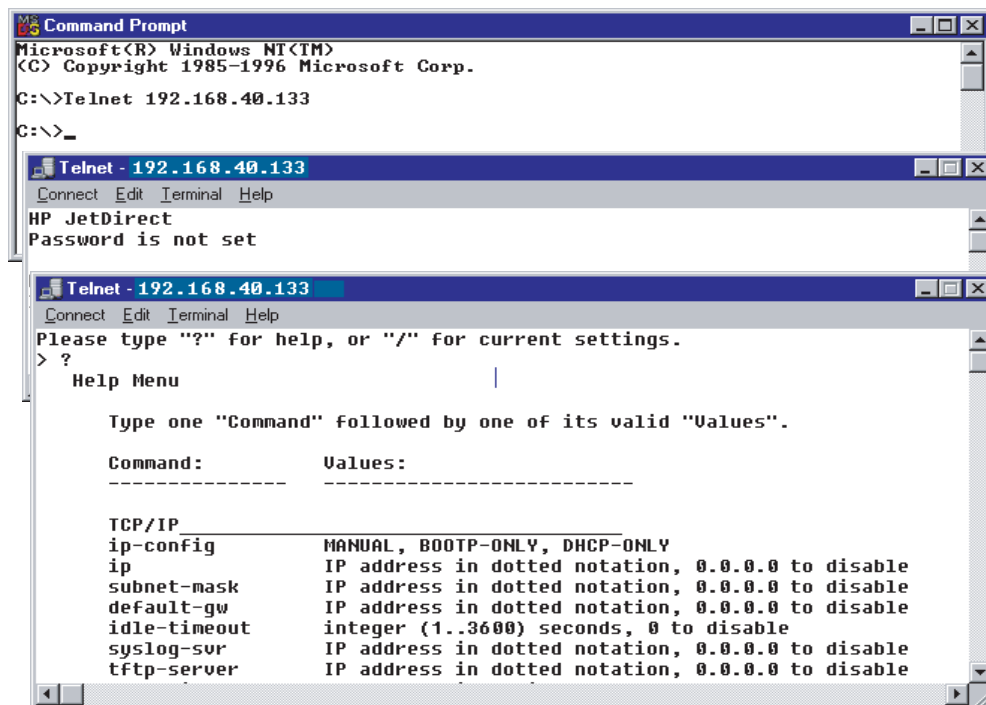 Command Prompt
Microsoft(R) Windows NT(TM)
(C) Copyright 1985-1996 Microsoft Corp.
C:\>Telnet 192.168.40.133
C:\>_
Telnet - 192.168.40.133
Connect Edit Terminal Help
HP JetDirect
Password is not set
Telnet - 192.168.40.133
Connect Edit Terminal Help
Please type "?" for help, or "/" for current settings.
> ?
Help Menu
Type one "Command" followed by one of its valid "Values".
Command: Values:
--------------- --------------------------
TCP/IP
ip-config MANUAL, BOOTP-ONLY, DHCP-ONLY
ip IP address in dotted notation, 0.0.0.0 to disable
subnet-mask IP address in dotted notation, 0.0.0.0 to disable
default-gw IP address in dotted notation, 0.0.0.0 to disable
idle-timeout integer (1..3600) seconds, 0 to disable
syslog-svr IP address in dotted notation, 0.0.0.0 to disable
tftp-server IP address in dotted notation, 0.0.0.0 to disable